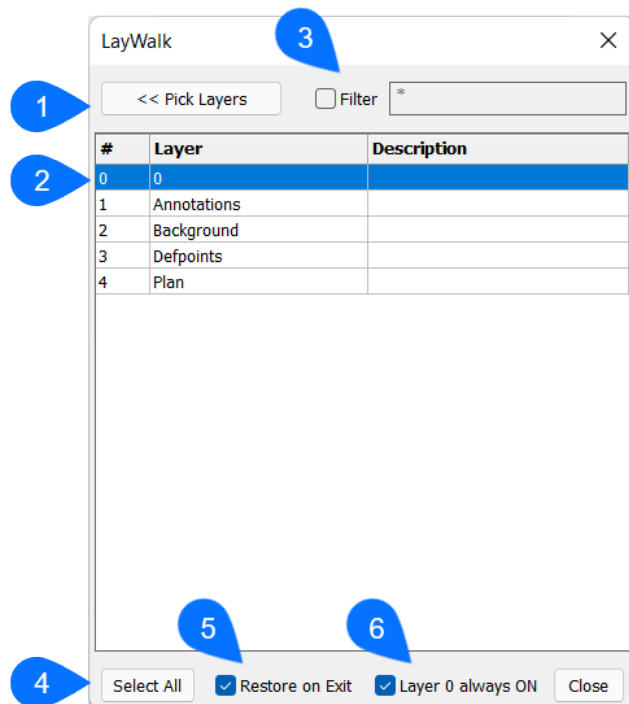 LayWalk 3
1 << Pick Layers Filter *
# Layer Description
2 0 0
1 Annotations
2 Background
3 Defpoints
4 Plan
5 6
4 Select All Restore on Exit Layer 0 always ON Close